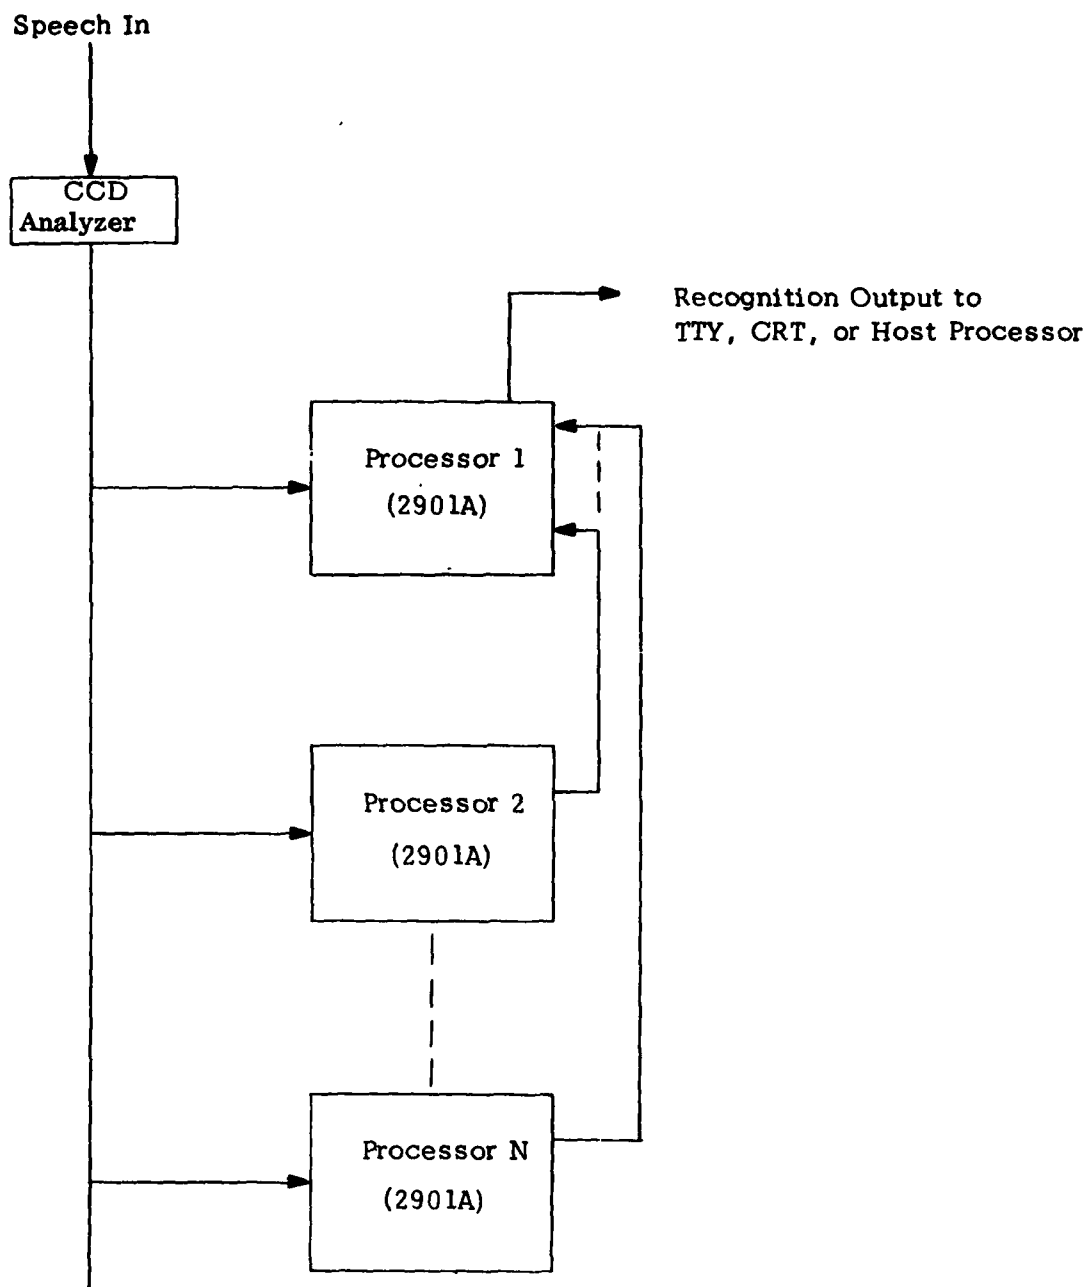 Speech In
CCD
Analyzer
Recognition Output to
TTY, CRT, or Host Processor
Processor 1
(2901A)
Processor 2
(2901A)
Processor N
(2901A)